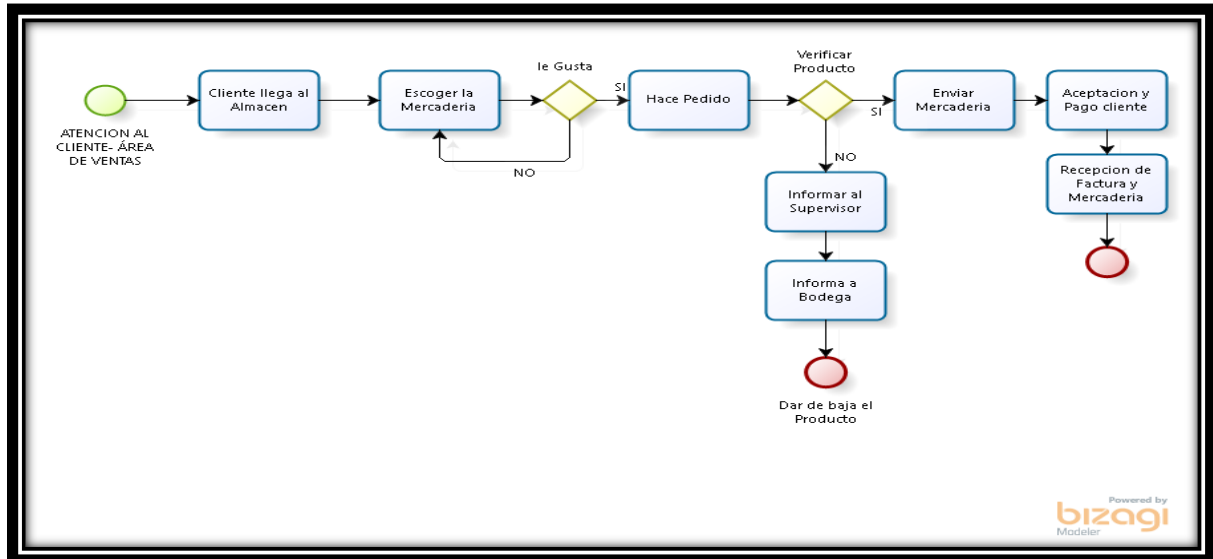 ATENCION AL
CLIENTE- ÁREA
DE VENTAS
Cliente llega al
Almacen
Escoger la
Mercaderia
le Gusta
SI
NO
Hace Pedido
Verificar
Producto
SI
NO
Enviar
Mercaderia
Aceptacion y
Pago cliente
Recepcion de
Factura y
Mercaderia
Informar al
Supervisor
Informa a
Bodega
Dar de baja el
Producto
Powered by
bizagi
Modeler